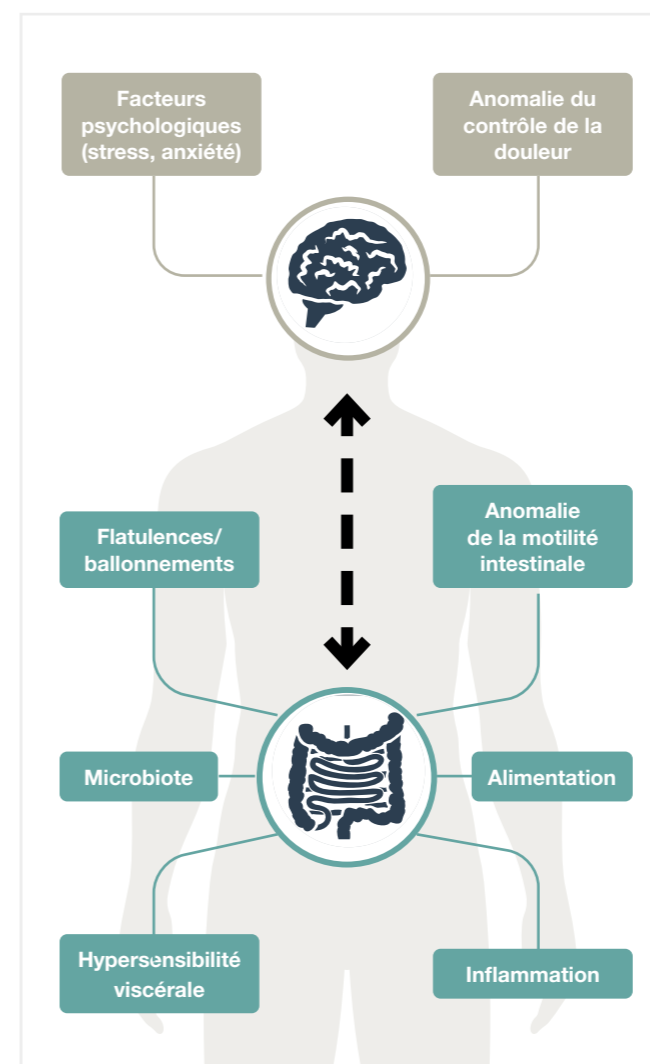 Facteurs
psychologiques
(stress, anxiété)
Anomalie du
contrôle de la
douleur
Flatulences/
ballonnements
Anomalie
de la motilité
intestinale
Microbiote
Alimentation
Hypersensibilité
viscérale
Inflammation